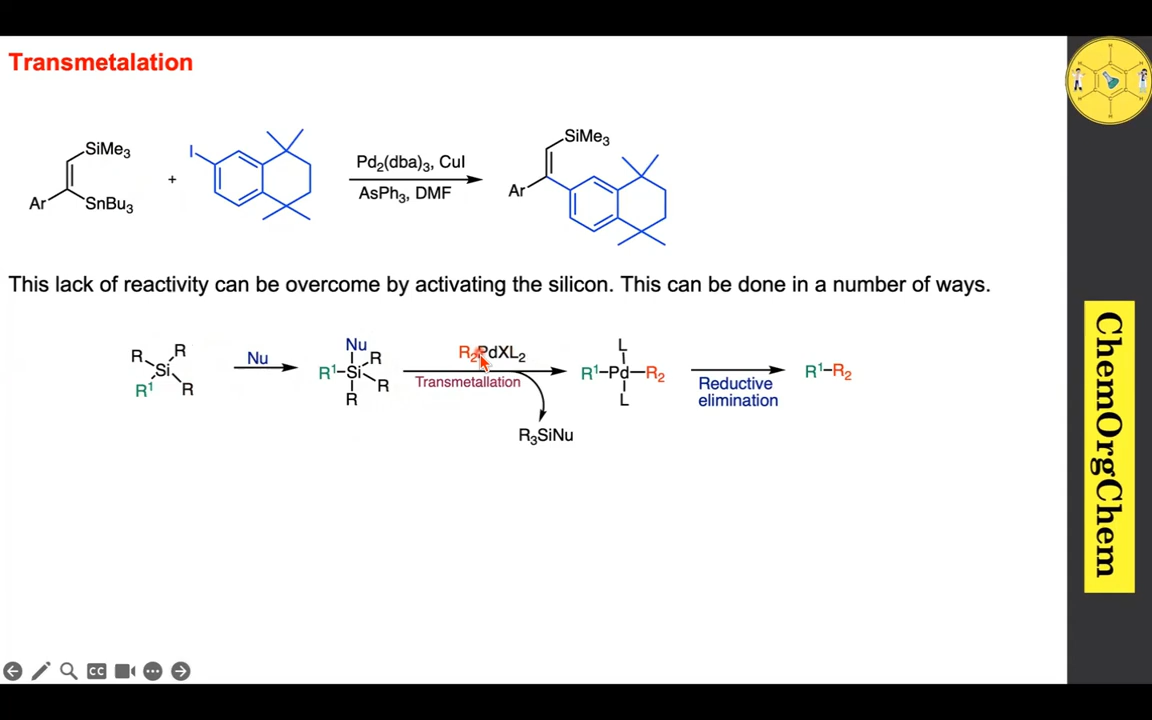 Transmetalation
SiMe3
Ar
SnBu3
+
I
Pd2(dba)3, CuI
AsPh3, DMF
SiMe3
Ar
This lack of reactivity can be overcome by activating the silicon. This can be done in a number of ways.
R
R
Si
R1
R
Nu
Nu
R1
Si
R
R
R
R2PdXL2
Transmetallation
R3SiNu
L
R1-Pd-R2
L
Reductive
elimination
R1-R2
CC
ChemOrgChem